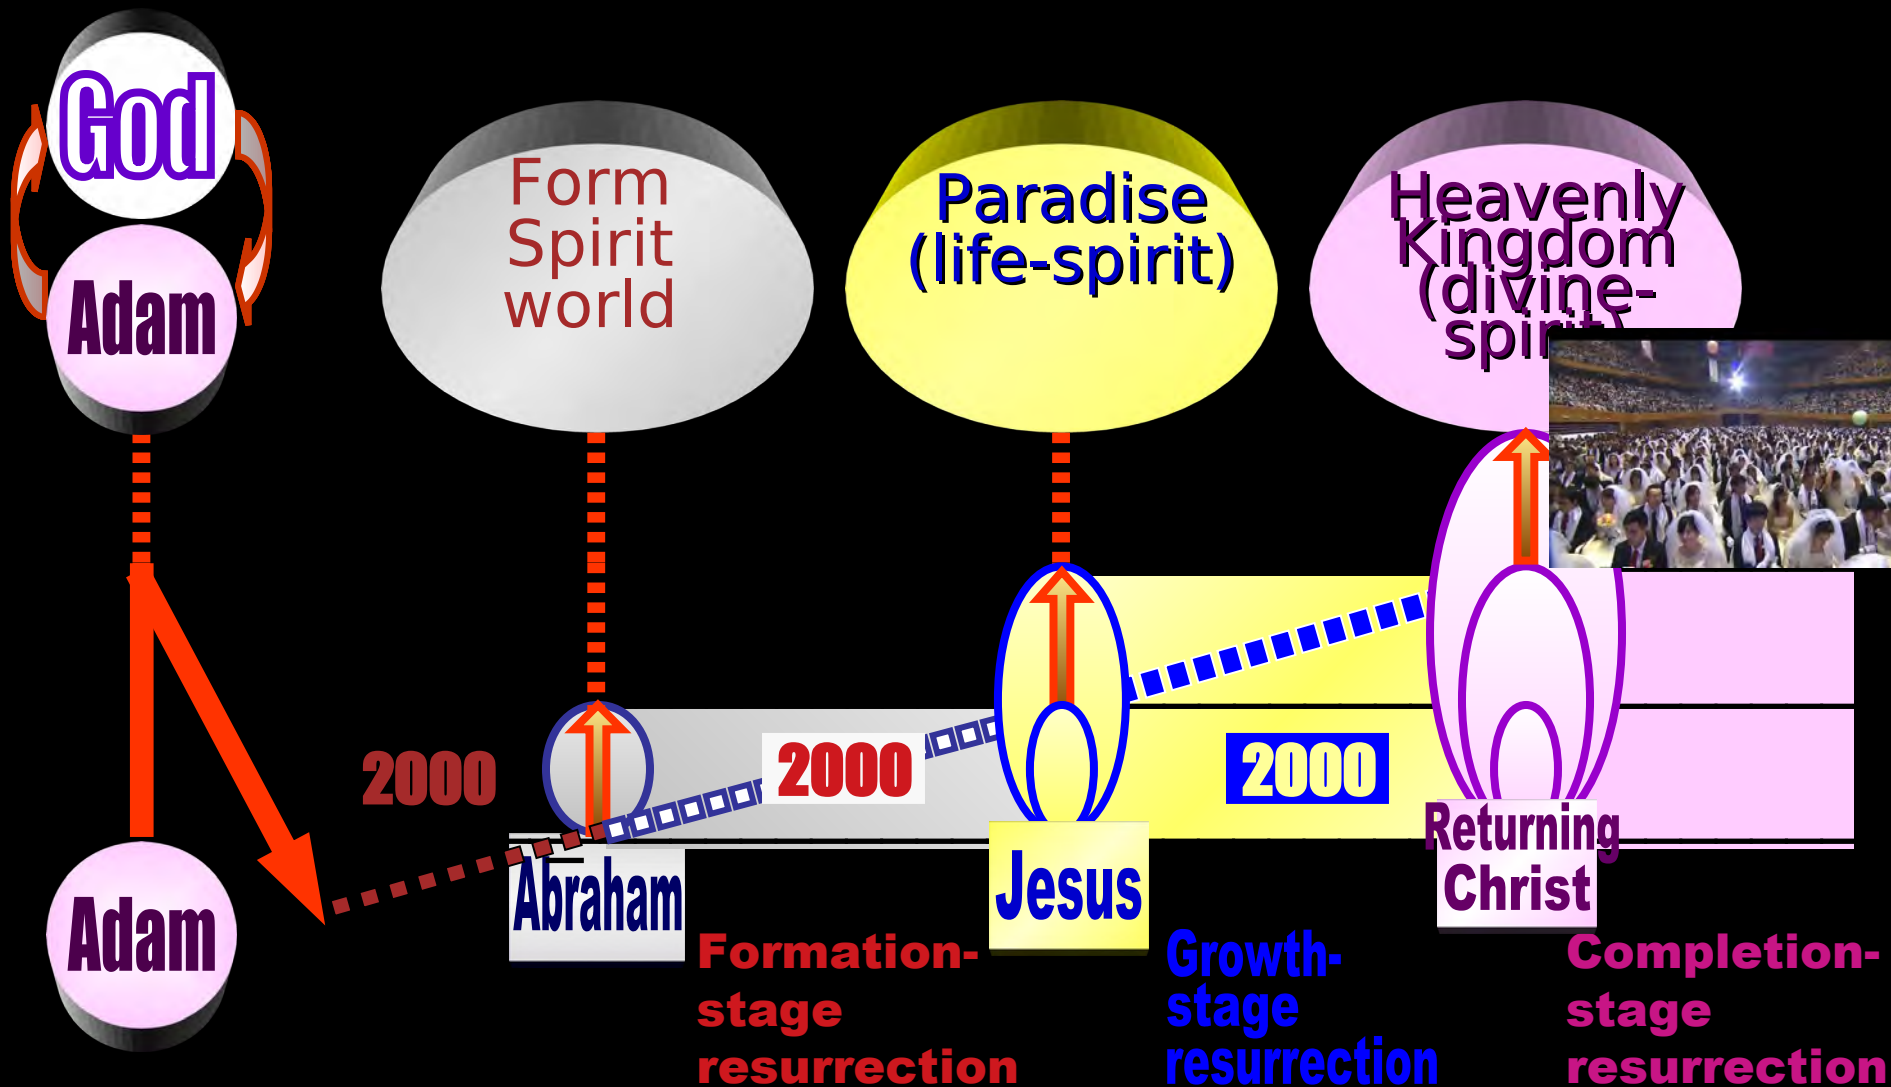 God
Adam
Form
Spirit
world
Paradise
(life-spirit)
Heavenly
Kingdom
(divine-
spirit)
2000
2000
2000
Adam
Abraham
Jesus
Returning
Christ
Formation-
stage
resurrection
Growth-
stage
resurrection
Completion-
stage
resurrection